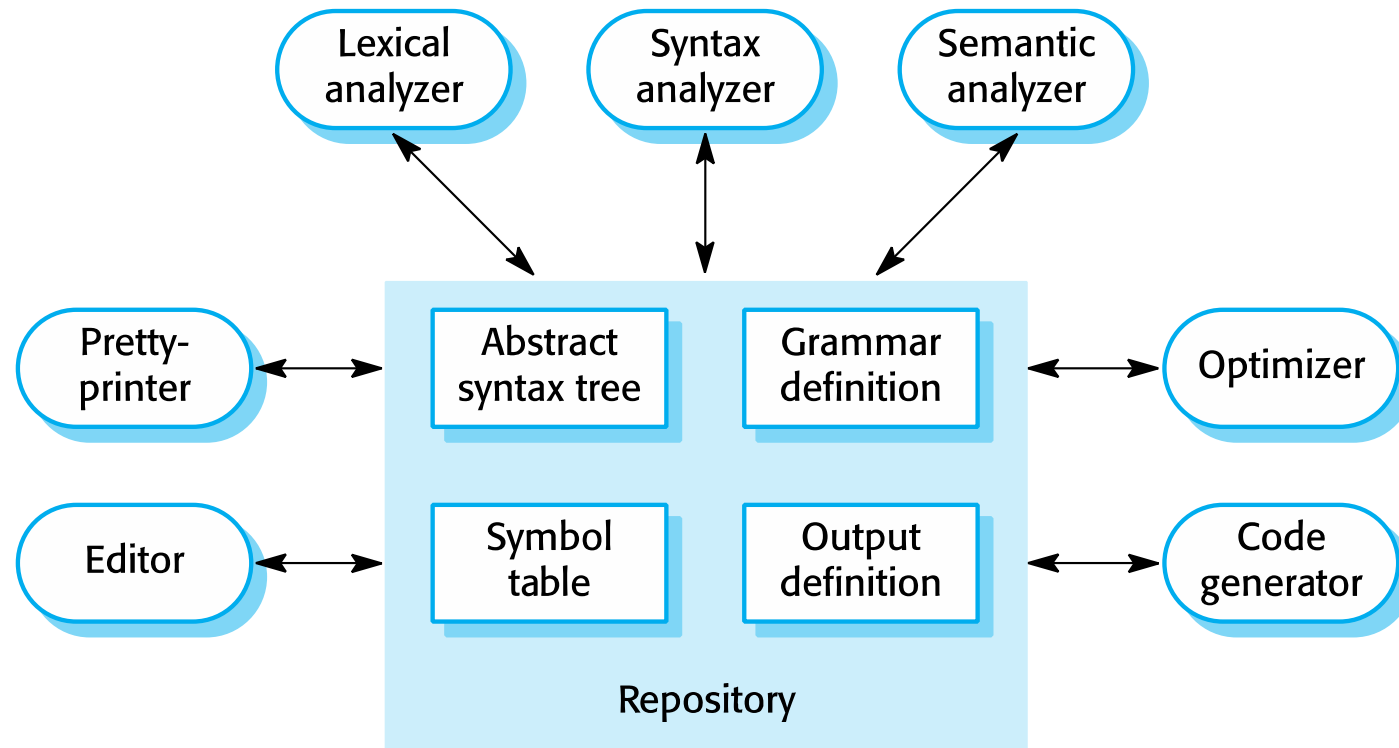 Lexical
analyzer
Syntax
analyzer
Semantic
analyzer
Pretty-
printer
Abstract
syntax tree
Grammar
definition
Optimizer
Editor
Symbol
table
Output
definition
Code
generator
Repository